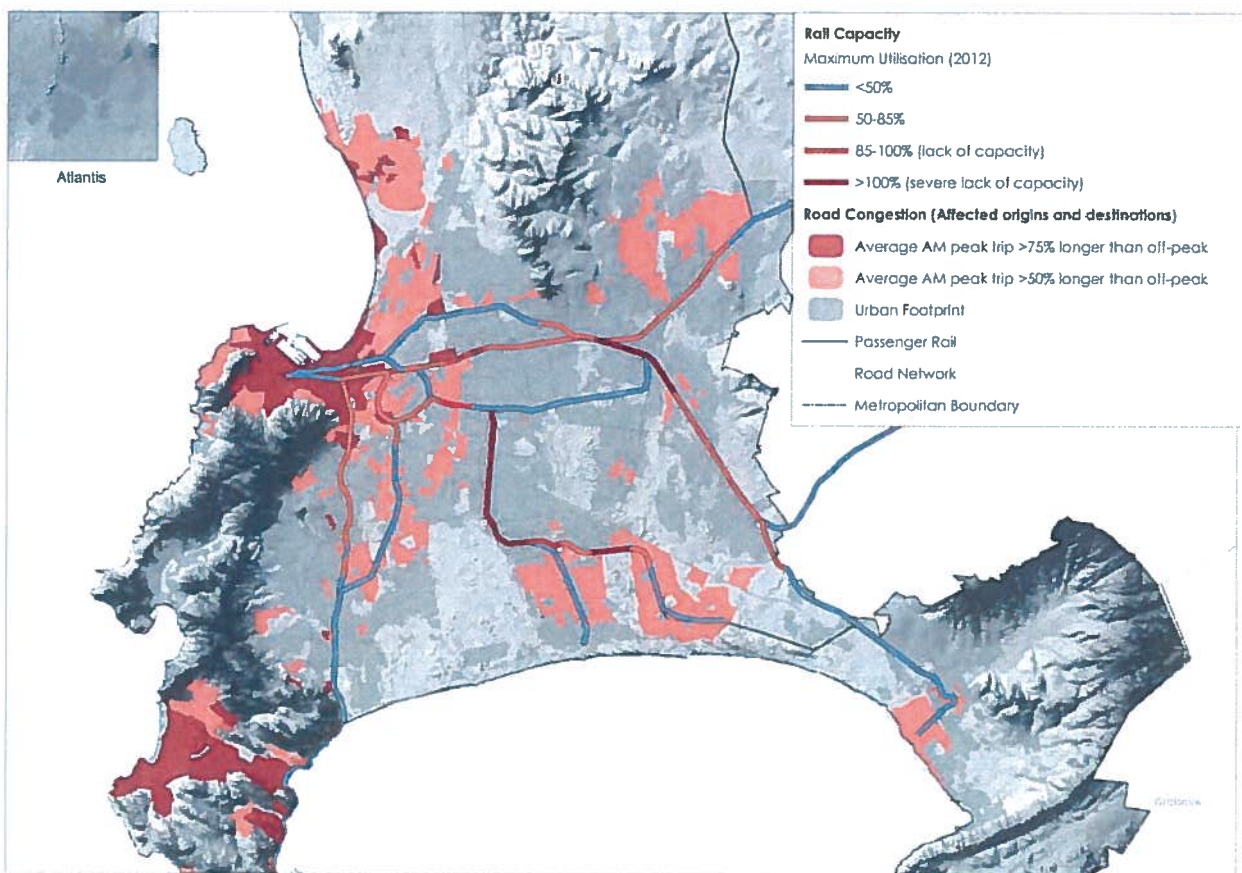 Atlantis
Rail Capacity
Maximum Utilisation (2012)
<50%
50-85%
85-100% (lack of capacity)
>100% (severe lack of capacity)
Road Congestion (Affected origins and destinations)
Average AM peak trip >75% longer than off-peak
Average AM peak trip >50% longer than off-peak
Urban Footprint
Passenger Rail
Road Network
Metropolitan Boundary